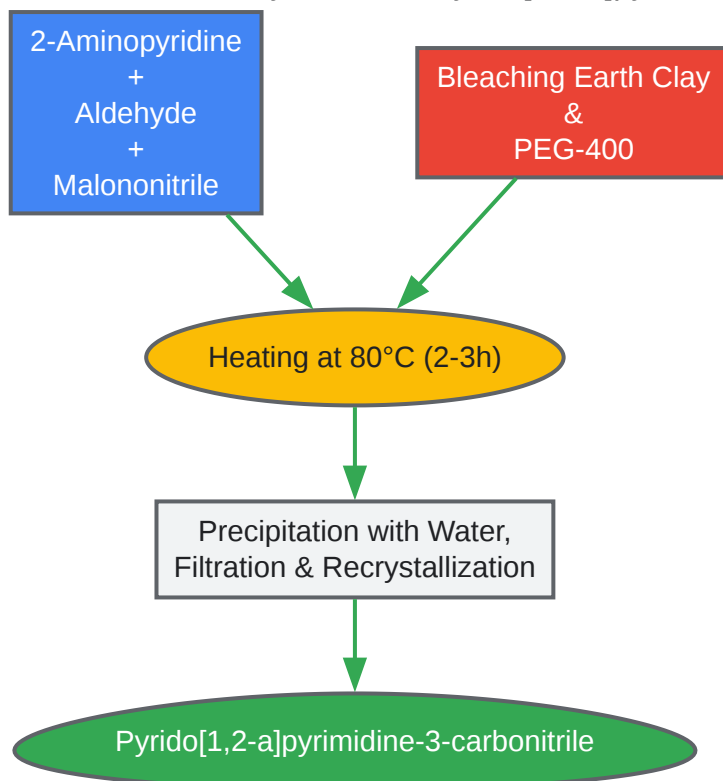 2-Aminopyridine
+
Aldehyde
+
Malononitrile
Bleaching Earth Clay
&
PEG-400
Heating at 80°C (2-3h)
Precipitation with Water,
Filtration & Recrystallization
Pyrido[1,2-a]pyrimidine-3-carbonitrile